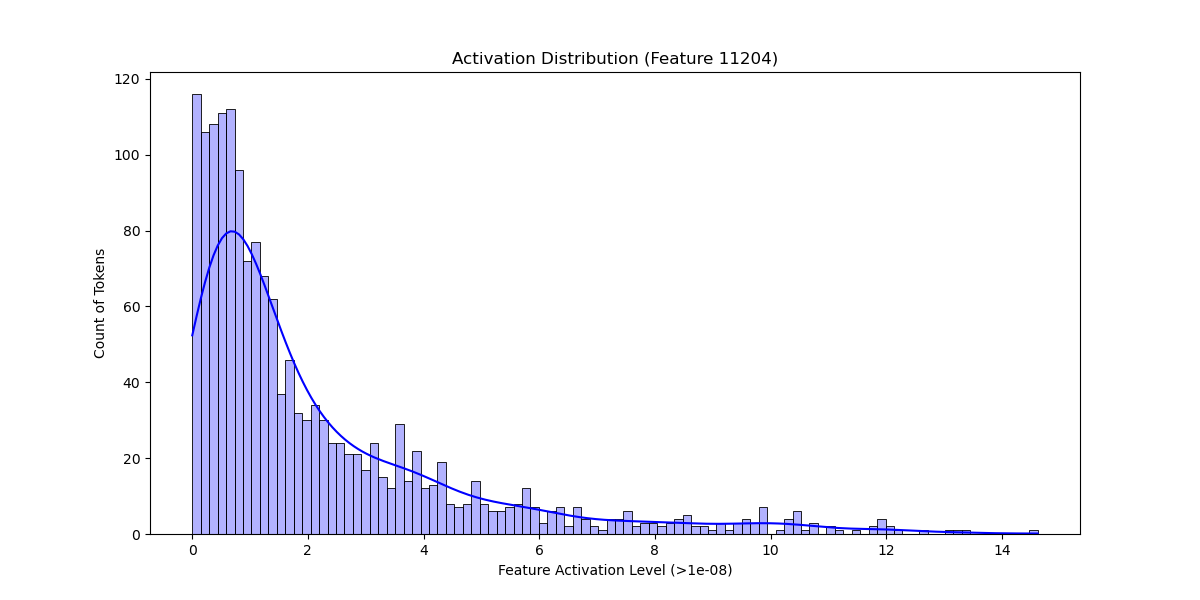 Activation Distribution (Feature 11204)
120
100
80
60
40
20
0
Count of Tokens
0 2 4 6 8 10 12 14
Feature Activation Level (>1e-08)